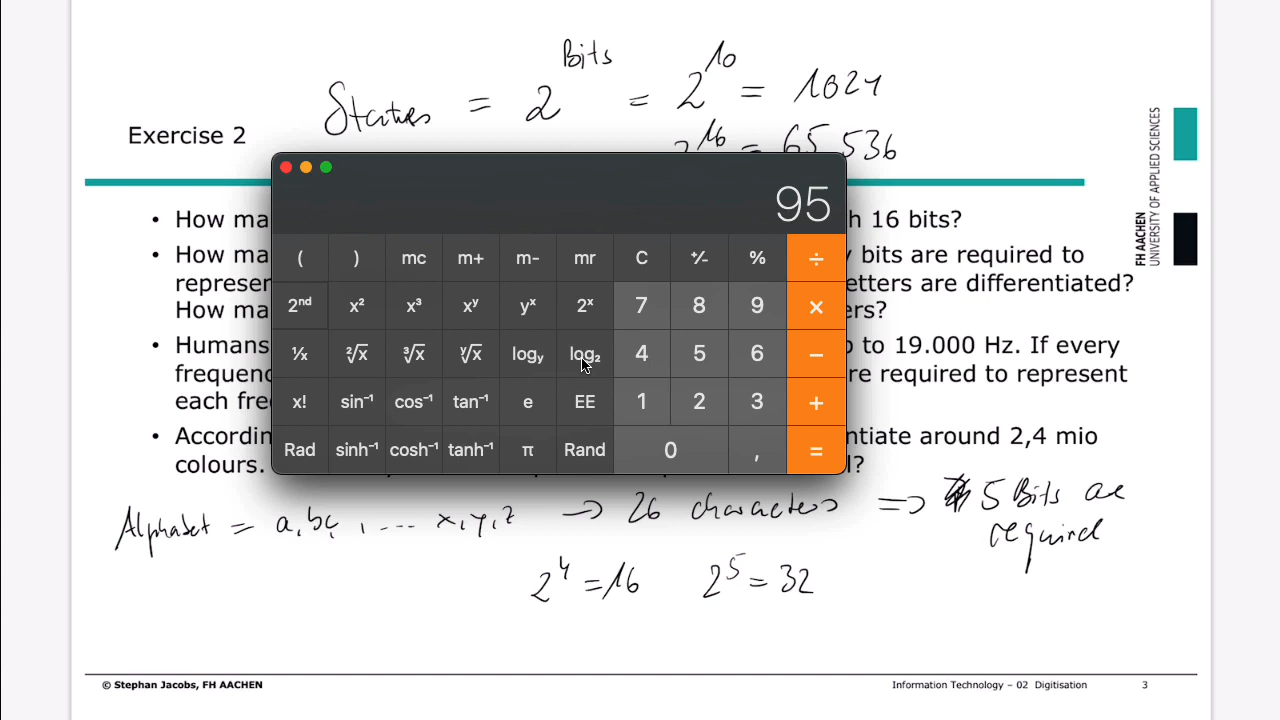 Bits
States = 2 = 2^10 = 1024
Exercise 2
2^16 = 65.536
95
• How ma h 16 bits?
• How ma y bits are required to
represen etters are differentiated?
How ma ers?
• Humans o to 19.000 Hz. If every
frequenc re required to represent
each fre
• Accordin ntiate around 2,4 mio
colours. l?
( ) mc m+ m- mr C ⁺∕₋ % ÷
2ⁿᵈ x² x³ xʸ yˣ 2ˣ 7 8 9 ×
¹∕ₓ ²√x ³√x ʸ√x logᵧ log₂ 4 5 6 −
x! sin⁻¹ cos⁻¹ tan⁻¹ e EE 1 2 3 +
Rad sinh⁻¹ cosh⁻¹ tanh⁻¹ π Rand 0 , =
Alphabet = a, b, c, .... x, y, z → 26 characters ⇒ 5 Bits are
required
2^4 = 16 2^5 = 32
FH AACHEN
UNIVERSITY OF APPLIED SCIENCES
© Stephan Jacobs, FH AACHEN Information Technology – 02 Digitisation 3